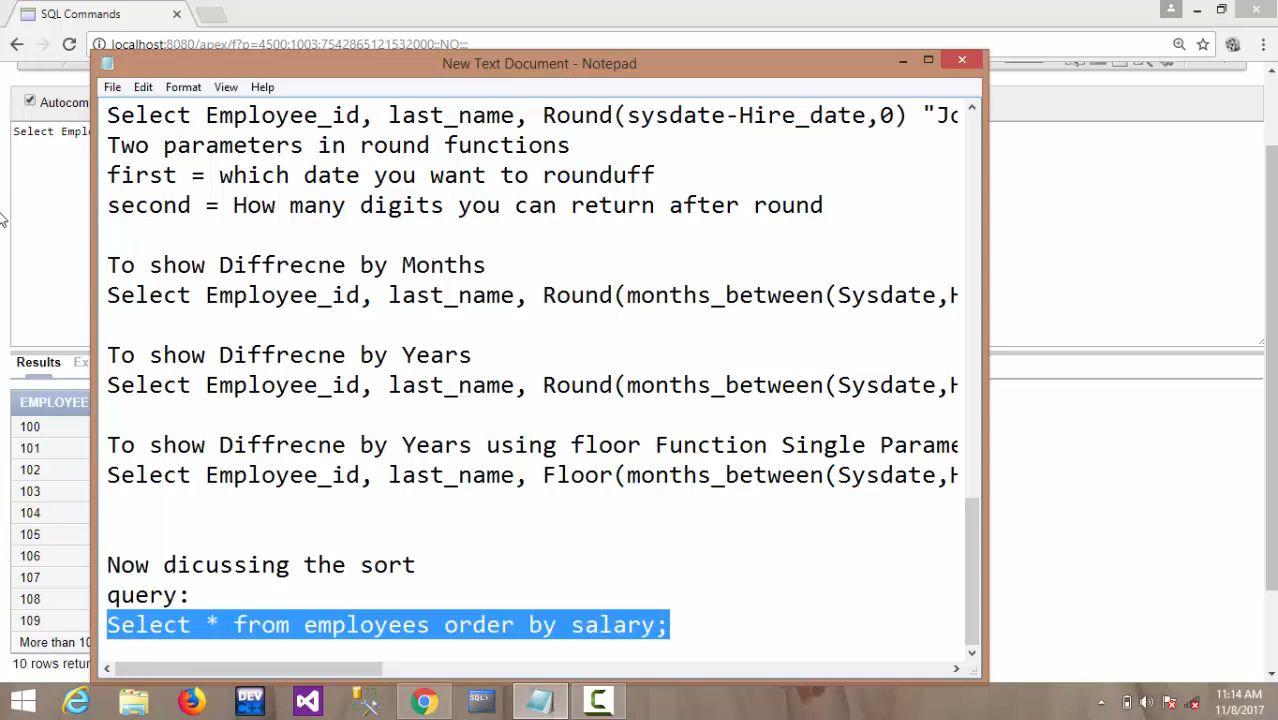 SQL Commands
localhost:8080/apex/f?p=4500:1003:7542865121532000::NO:::
New Text Document - Notepad
File Edit Format View Help
Autocom
Select Empl
Select Employee_id, last_name, Round(sysdate-Hire_date,0) "Jo
Two parameters in round functions
first = which date you want to rounduff
second = How many digits you can return after round
To show Diffrecne by Months
Select Employee_id, last_name, Round(months_between(Sysdate,H
To show Diffrecne by Years
Select Employee_id, last_name, Round(months_between(Sysdate,H
To show Diffrecne by Years using floor Function Single Parame
Select Employee_id, last_name, Floor(months_between(Sysdate,H
Now dicussing the sort
query:
Select * from employees order by salary;
Results Ex
EMPLOYEE
100
101
102
103
104
105
106
107
108
109
More than 10
10 rows retur
DEV
SQL>
11:14 AM
11/8/2017